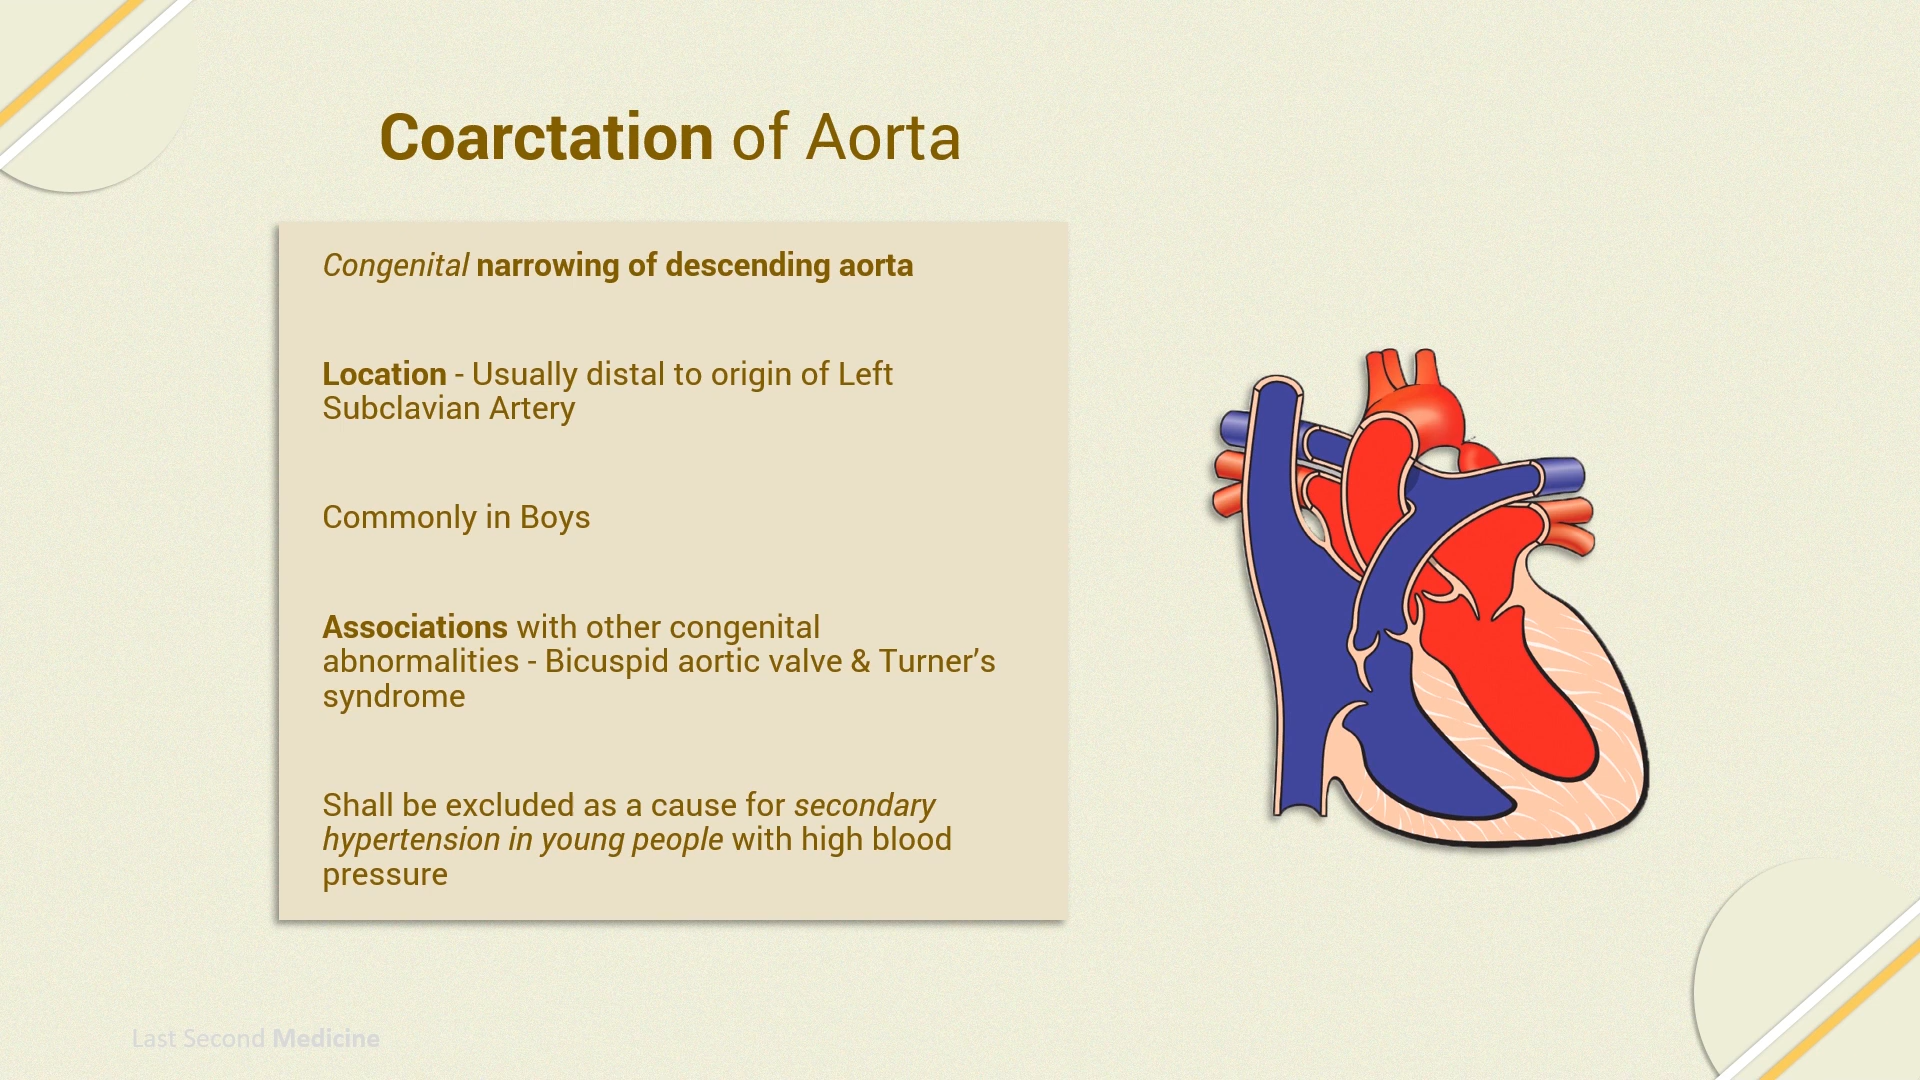 Coarctation of Aorta
Congenital narrowing of descending aorta
Location - Usually distal to origin of Left
Subclavian Artery
Commonly in Boys
Associations with other congenital
abnormalities - Bicuspid aortic valve & Turner’s
syndrome
Shall be excluded as a cause for secondary
hypertension in young people with high blood
pressure
Last Second Medicine